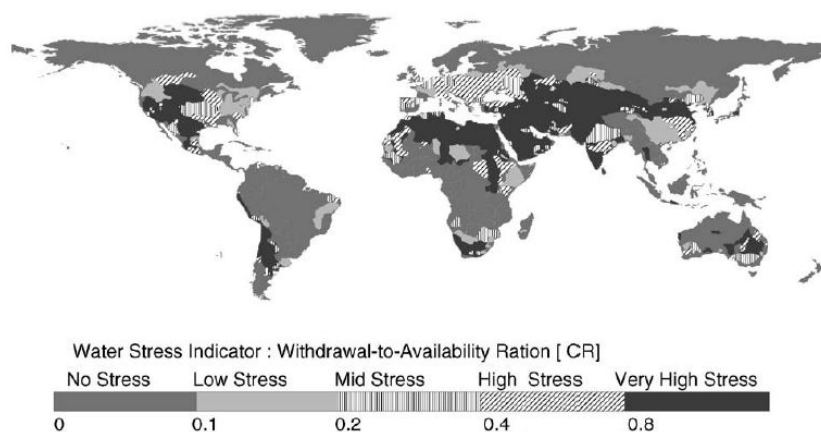 Water Stress Indicator : Withdrawal-to-Availability Ration [ CR]
No Stress Low Stress Mid Stress High Stress Very High Stress
0 0.1 0.2 0.4 0.8